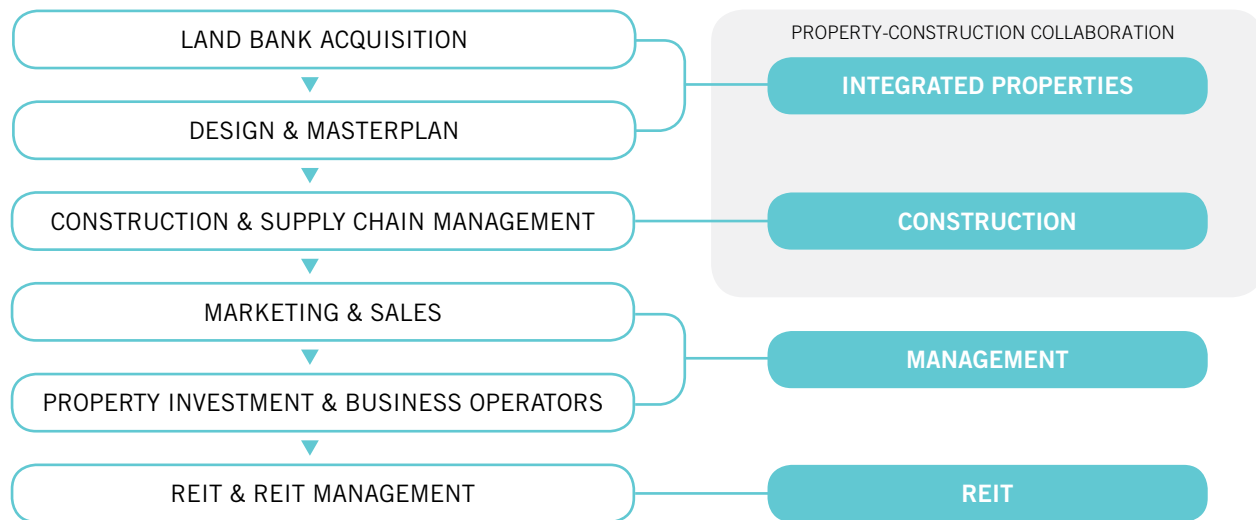 LAND BANK ACQUISITION
DESIGN & MASTERPLAN
CONSTRUCTION & SUPPLY CHAIN MANAGEMENT
MARKETING & SALES
PROPERTY INVESTMENT & BUSINESS OPERATORS
REIT & REIT MANAGEMENT
PROPERTY-CONSTRUCTION COLLABORATION
INTEGRATED PROPERTIES
CONSTRUCTION
MANAGEMENT
REIT